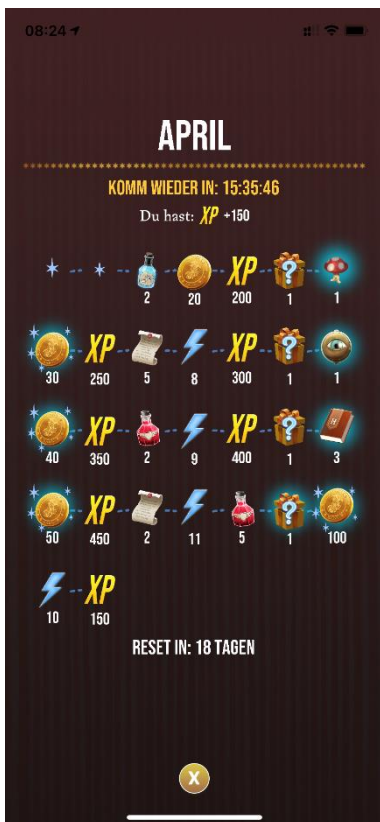 08:24
APRIL
KOMM WIEDER IN: 15:35:46
Du hast: XP +150
XP
2 20 200 1 1
XP XP
30 250 5 8 300 1 1
XP XP
40 350 2 9 400 1 3
XP
50 450 2 11 5 1 100
XP
10 150
RESET IN: 18 TAGEN
X